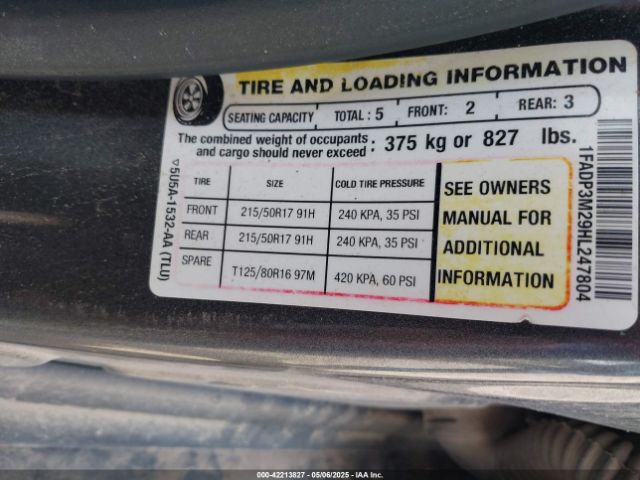 TIRE AND LOADING INFORMATION
SEATING CAPACITY TOTAL : 5 FRONT: 2 REAR: 3
The combined weight of occupants and cargo should never exceed : 375 kg or 827 lbs.
TIRE SIZE COLD TIRE PRESSURE
FRONT 215/50R17 91H 240 KPA, 35 PSI
REAR 215/50R17 91H 240 KPA, 35 PSI
SPARE T125/80R16 97M 420 KPA, 60 PSI
SEE OWNERS
MANUAL FOR
ADDITIONAL
INFORMATION
5U5A-1532-AA (TLU)
1FADP3M29HL247804
000-42213827 - 05/06/2025 - IAA Inc.